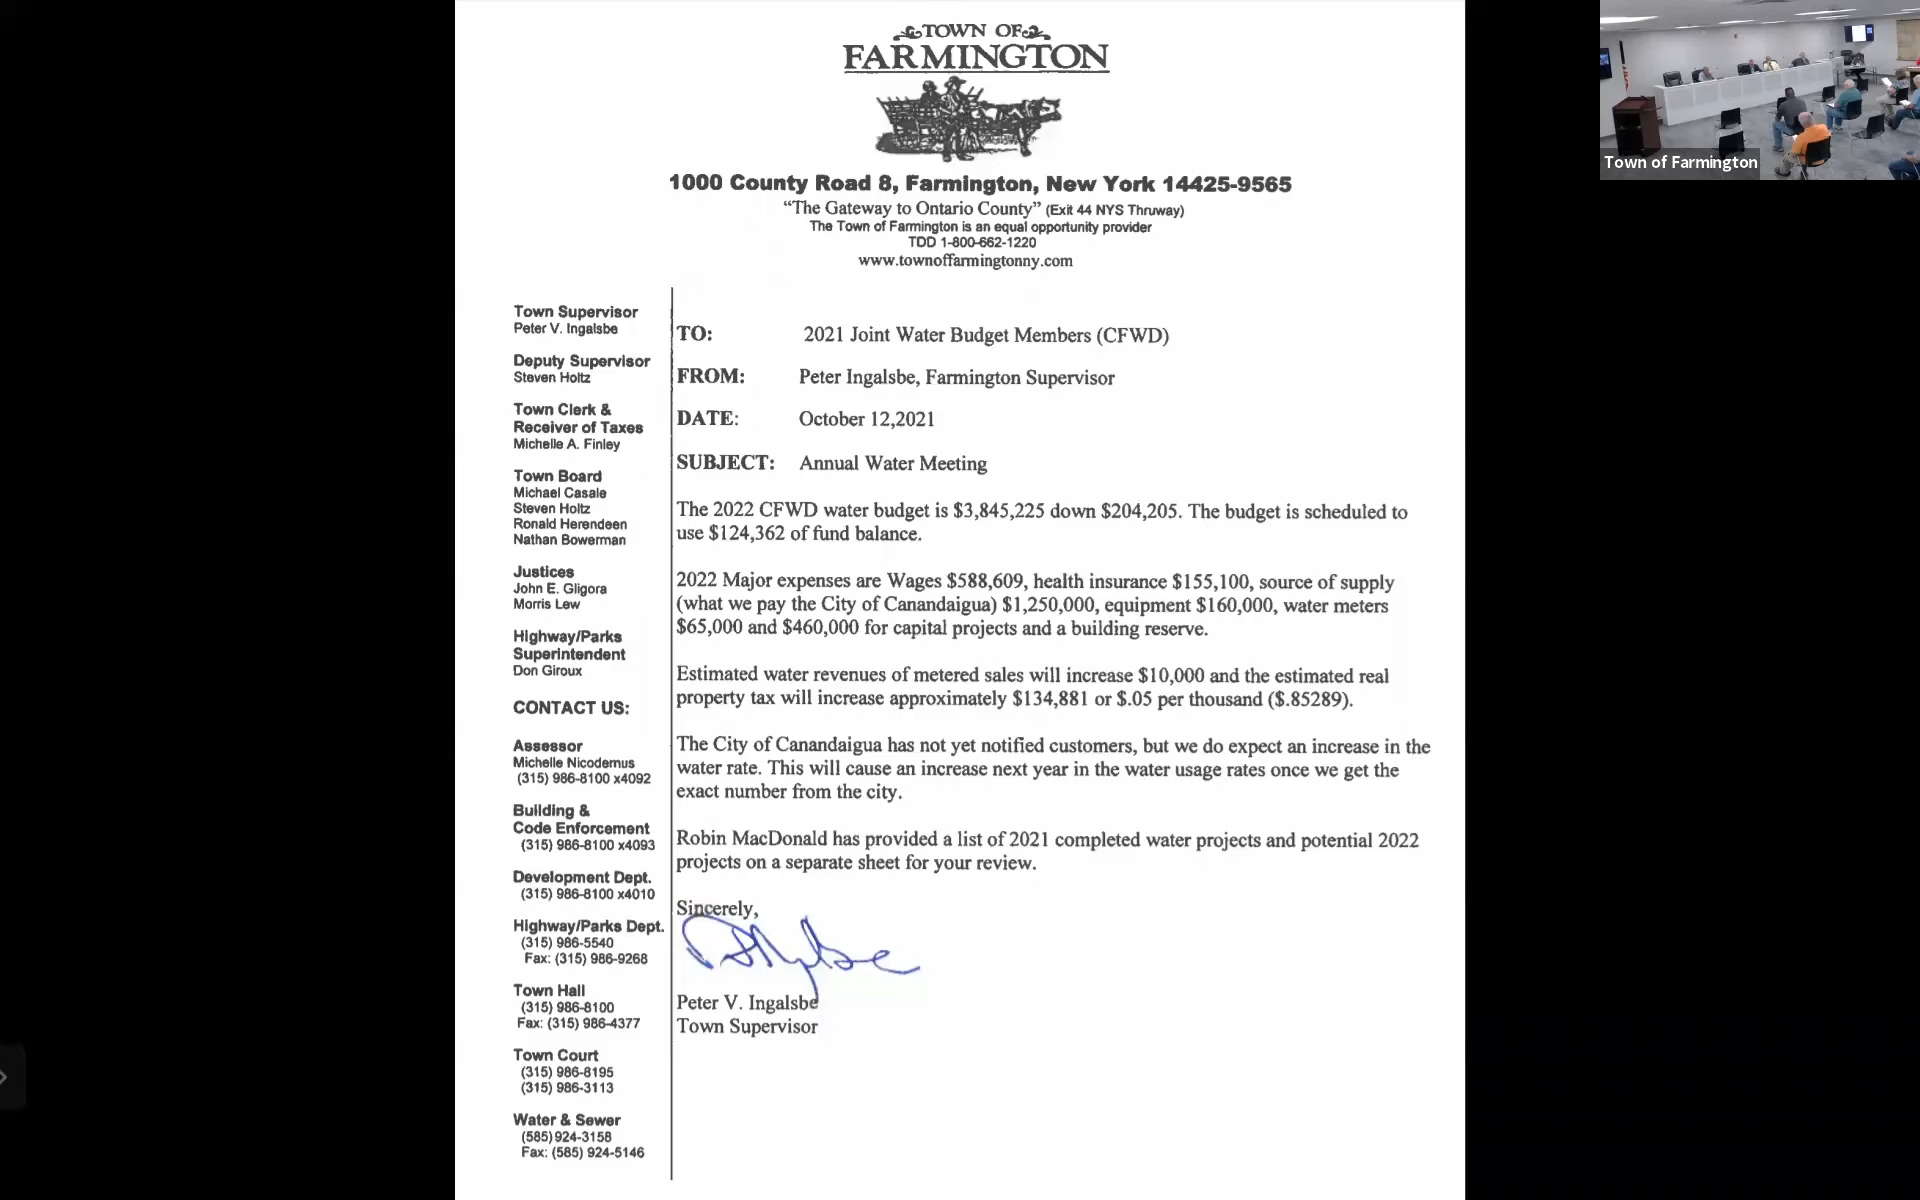 TOWN OF
FARMINGTON
1000 County Road 8, Farmington, New York 14425-9565
“The Gateway to Ontario County” (Exit 44 NYS Thruway)
The Town of Farmington is an equal opportunity provider
TDD 1-800-662-1220
www.townoffarmingtonny.com
Town Supervisor
Peter V. Ingalsbe
Deputy Supervisor
Steven Holtz
Town Clerk &
Receiver of Taxes
Michelle A. Finley
Town Board
Michael Casale
Steven Holtz
Ronald Herendeen
Nathan Bowerman
Justices
John E. Gligora
Morris Lew
Highway/Parks
Superintendent
Don Giroux
CONTACT US:
Assessor
Michelle Nicodemus
(315) 986-8100 x4092
Building &
Code Enforcement
(315) 986-8100 x4093
Development Dept.
(315) 986-8100 x4010
Highway/Parks Dept.
(315) 986-5540
Fax: (315) 986-9268
Town Hall
(315) 986-8100
Fax: (315) 986-4377
Town Court
(315) 986-8195
(315) 986-3113
Water & Sewer
(585)924-3158
Fax: (585) 924-5146
TO: 2021 Joint Water Budget Members (CFWD)
FROM: Peter Ingalsbe, Farmington Supervisor
DATE: October 12,2021
SUBJECT: Annual Water Meeting
The 2022 CFWD water budget is $3,845,225 down $204,205. The budget is scheduled to
use $124,362 of fund balance.
2022 Major expenses are Wages $588,609, health insurance $155,100, source of supply
(what we pay the City of Canandaigua) $1,250,000, equipment $160,000, water meters
$65,000 and $460,000 for capital projects and a building reserve.
Estimated water revenues of metered sales will increase $10,000 and the estimated real
property tax will increase approximately $134,881 or $.05 per thousand ($.85289).
The City of Canandaigua has not yet notified customers, but we do expect an increase in the
water rate. This will cause an increase next year in the water usage rates once we get the
exact number from the city.
Robin MacDonald has provided a list of 2021 completed water projects and potential 2022
projects on a separate sheet for your review.
Sincerely,
Peter V. Ingalsbe
Town Supervisor
Town of Farmington